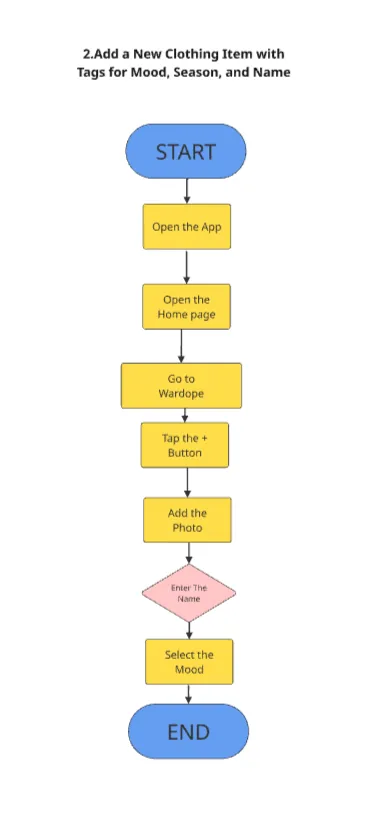 2.Add a New Clothing Item with
Tags for Mood, Season, and Name
START
Open the App
Open the
Home page
Go to
Wardope
Tap the +
Button
Add the
Photo
Enter The
Name
Select the
Mood
END